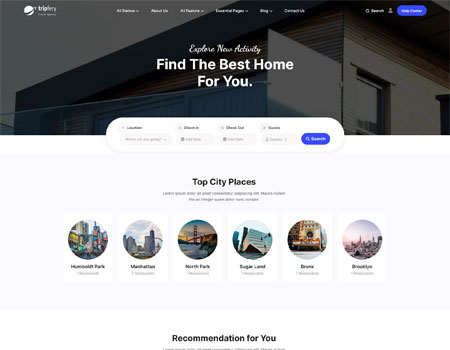 tripfery
AI Demos
About Us
AI Feature
Essential Pages
Blog
Contact Us
Search
Help Center
Explore New Activity
Find The Best Home
For You.
Location
Check-in
Check Out
Guests
Where are you going?
Add Date
Add Date
Guests
Search
Top City Places
Lorem ipsum dolor sit amet, consectetur adipiscing elit. Mauris nullam
the as integer quam dolor nunc semper.
Humboldt Park
Manhattan
North Park
Sugar Land
Bronx
Brooklyn
1 Restaurants
5 Restaurants
1 Restaurants
1 Restaurants
1 Restaurants
1 Restaurants
Recommendation for You